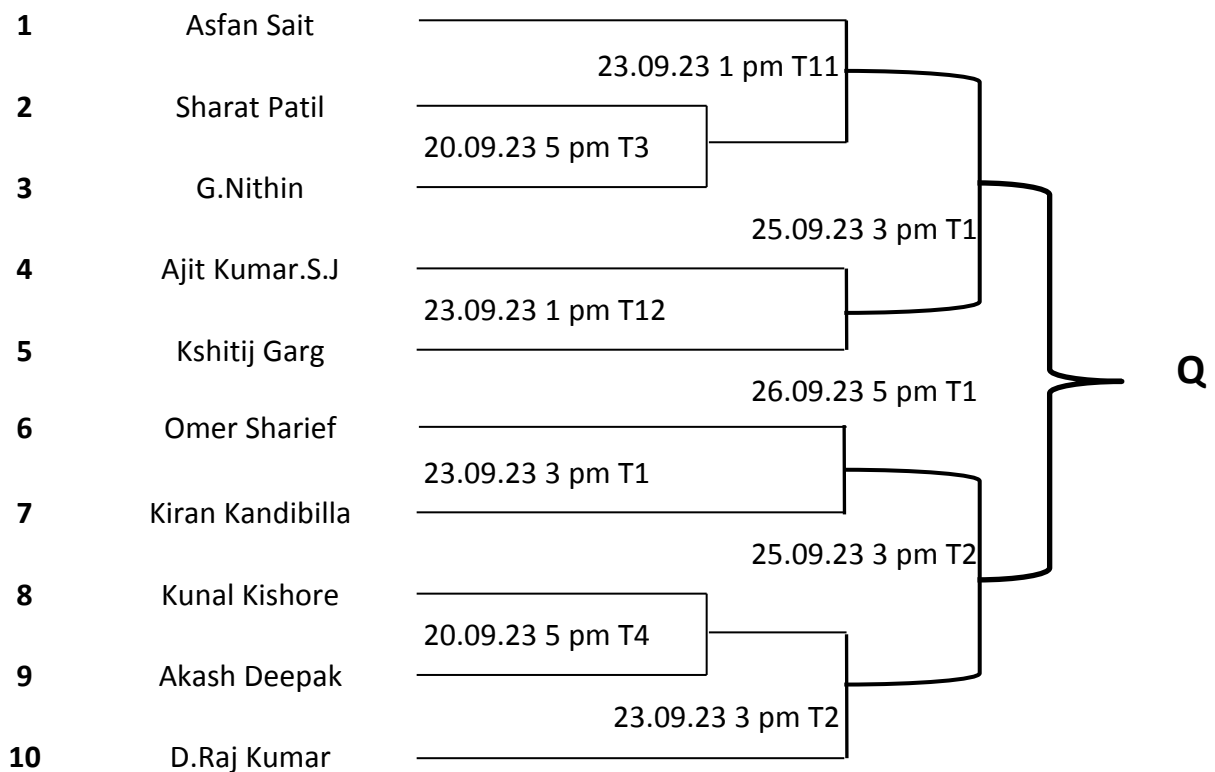 1 Asfan Sait
23.09.23 1 pm T11
2 Sharat Patil
20.09.23 5 pm T3
3 G.Nithin
25.09.23 3 pm T1
4 Ajit Kumar.S.J
23.09.23 1 pm T12
5 Kshitij Garg
Q
26.09.23 5 pm T1
6 Omer Sharief
23.09.23 3 pm T1
7 Kiran Kandibilla
25.09.23 3 pm T2
8 Kunal Kishore
20.09.23 5 pm T4
9 Akash Deepak
23.09.23 3 pm T2
10 D.Raj Kumar